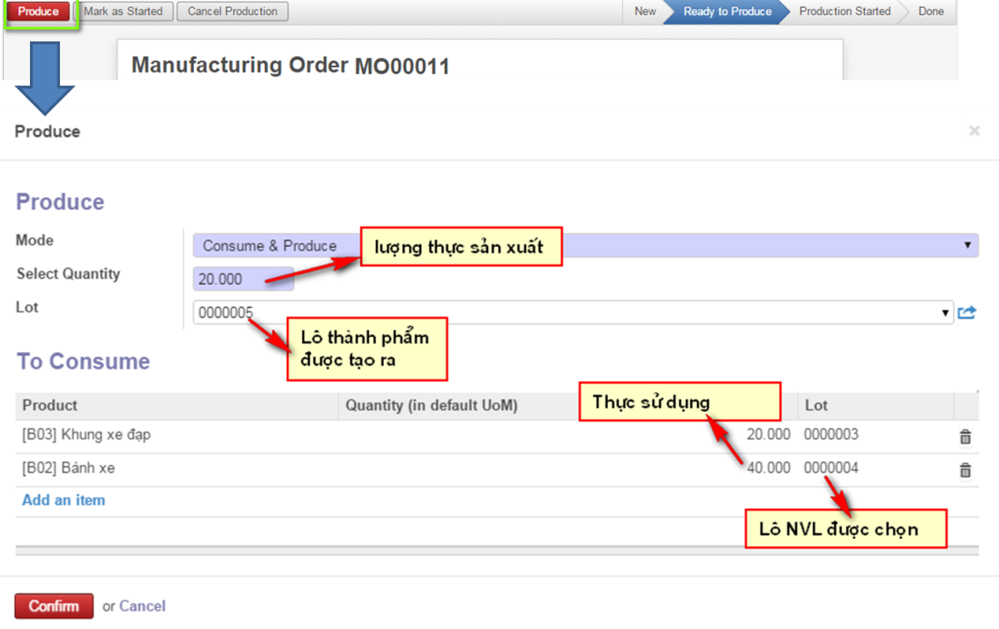 Produce Mark as Started Cancel Production New Ready to Produce Production Started Done
Manufacturing Order MO00011
Produce
Produce
Mode Consume & Produce
lượng thực sản xuất
Select Quantity 20.000
Lot 0000005
Lô thành phẩm
được tạo ra
To Consume
Thực sử dụng
Product Quantity (in default UoM) Lot
[B03] Khung xe đạp 20.000 0000003
[B02] Bánh xe 40.000 0000004
Add an item
Lô NVL được chọn
Confirm or Cancel